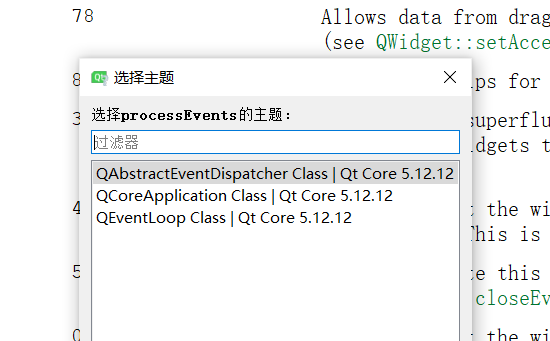 78 Allows data from drag
(see QWidget::setAcce
选择主题
8 ps for
选择processEvents的主题：
3 superflu
过滤器
dgets t
QAbstractEventDispatcher Class | Qt Core 5.12.12
QCoreApplication Class | Qt Core 5.12.12
4 t the wi
QEventLoop Class | Qt Core 5.12.12
This is
5 te this
closeEv
0 t the wi